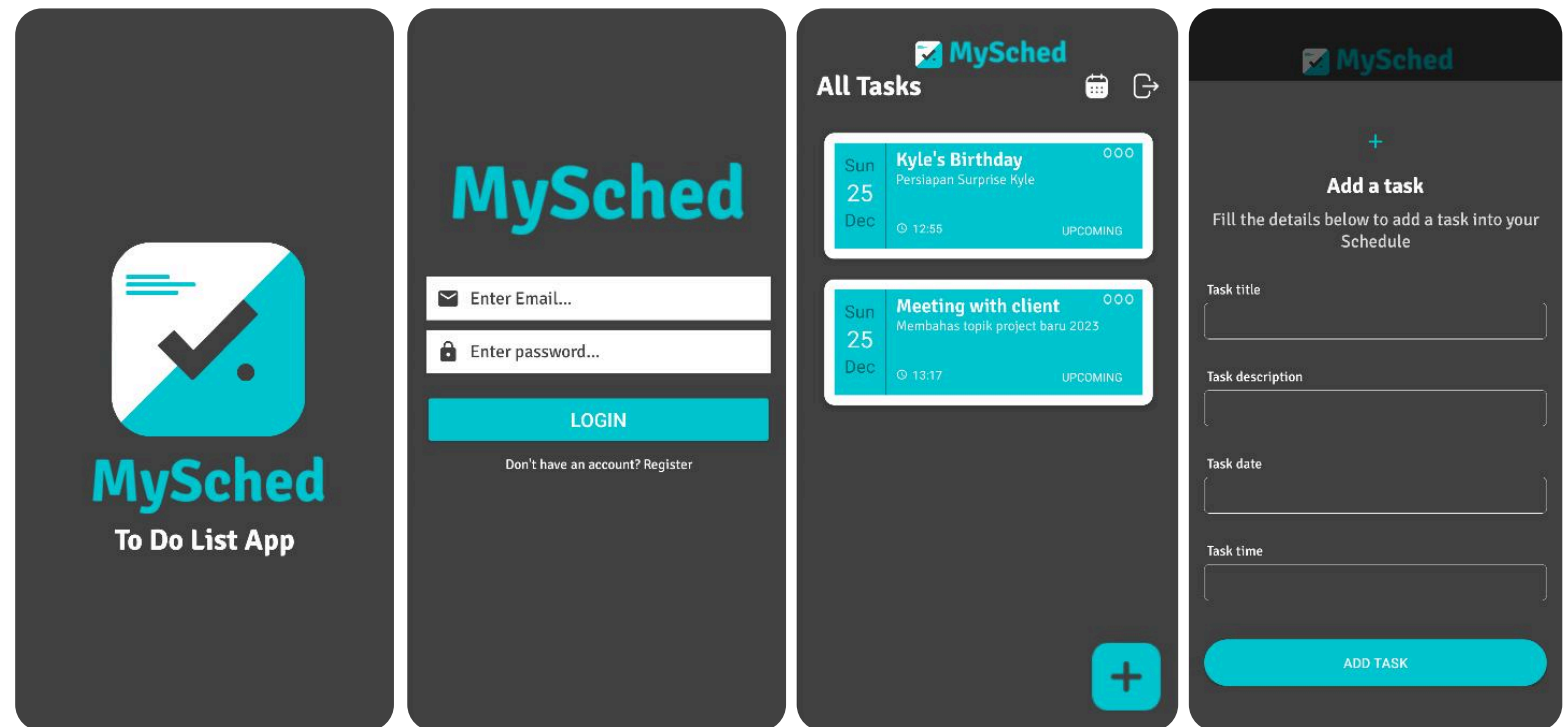 MySched
To Do List App
MySched
Enter Email...
Enter password...
LOGIN
Don't have an account? Register
MySched
All Tasks
Sun
25
Dec
Kyle's Birthday
Persiapan Surprise Kyle
12:55
UPCOMING
Sun
25
Dec
Meeting with client
Membahas topik project baru 2023
13:17
UPCOMING
MySched
Add a task
Fill the details below to add a task into your
Schedule
Task title
Task description
Task date
Task time
ADD TASK